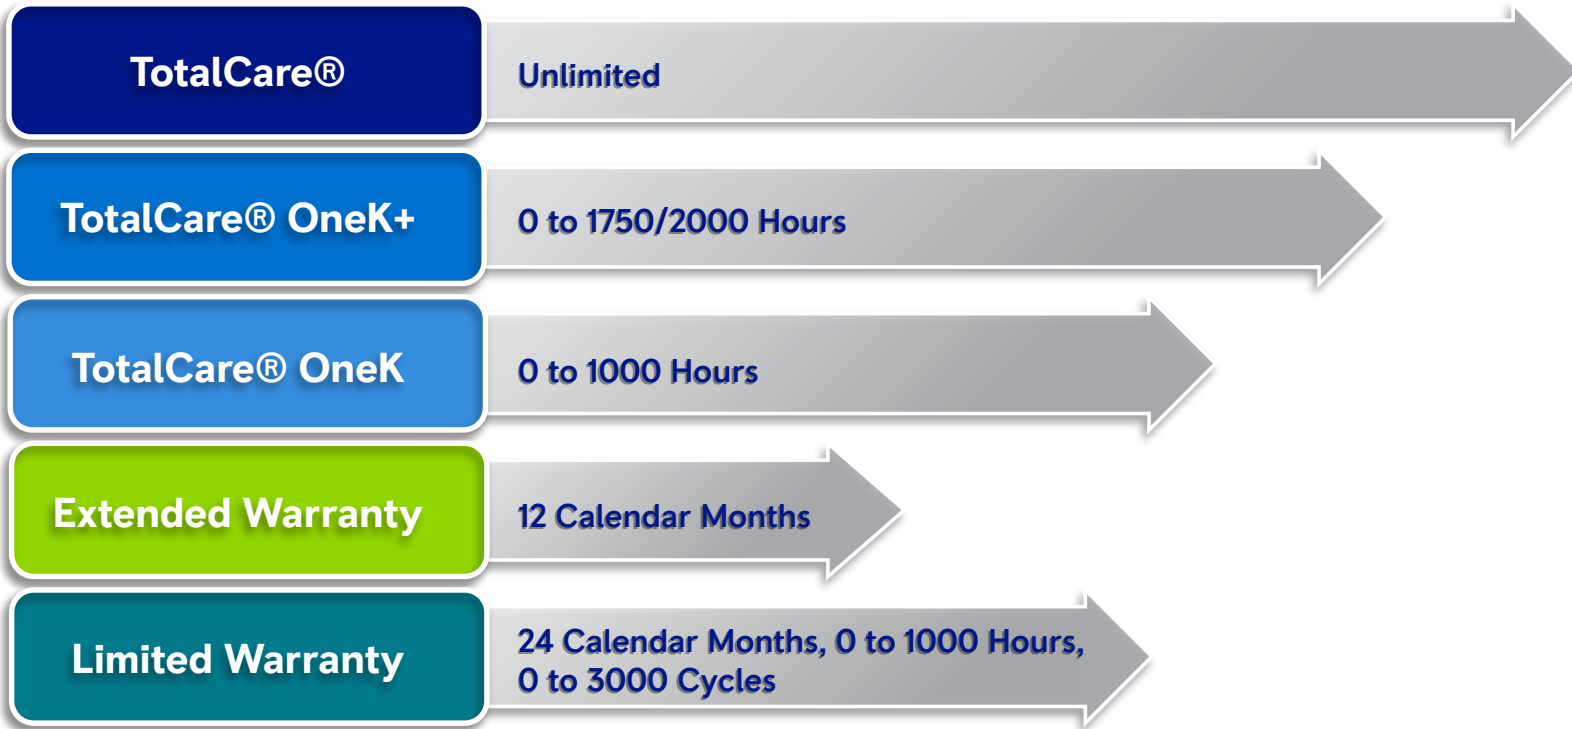 TotalCare®
Unlimited
TotalCare® OneK+
0 to 1750/2000 Hours
TotalCare® OneK
0 to 1000 Hours
Extended Warranty
12 Calendar Months
Limited Warranty
24 Calendar Months, 0 to 1000 Hours,
0 to 3000 Cycles